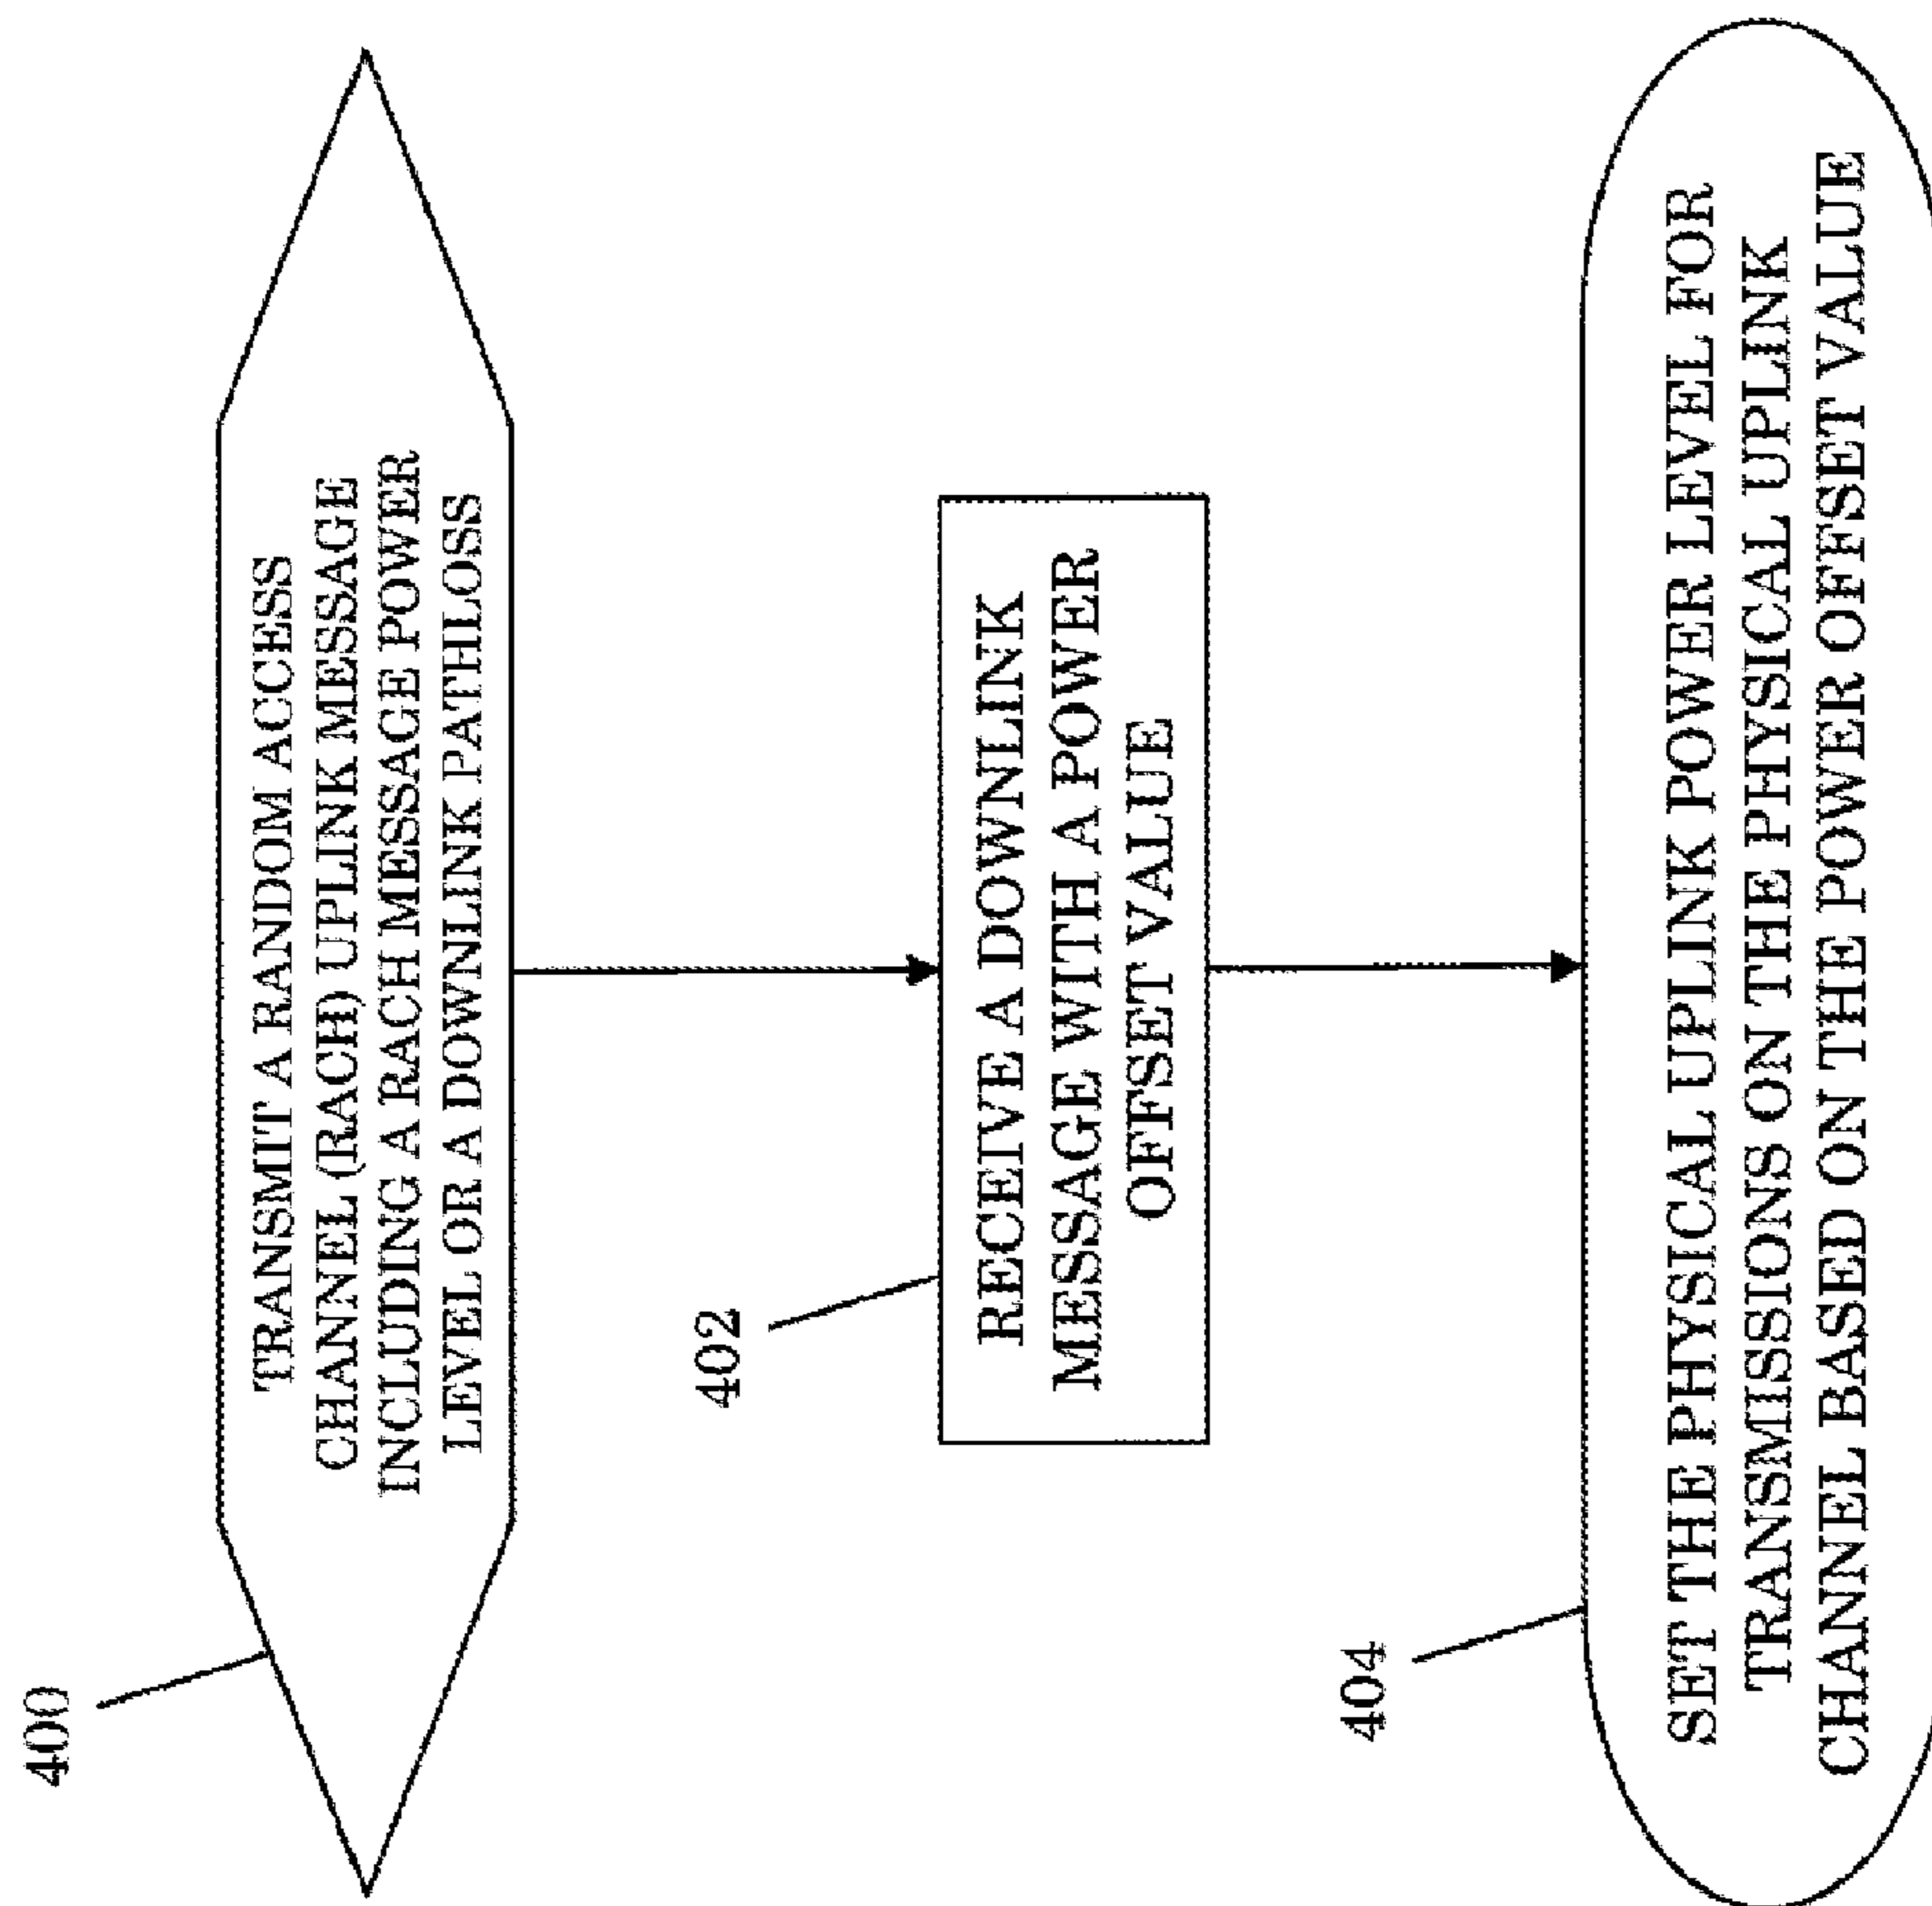 400
TRANSMIT A RANDOM ACCESS
CHANNEL (RACH) UPLINK MESSAGE
INCLUDING A RACH MESSAGE POWER
LEVEL OR A DOWNLINK PATHLOSS
402
RECEIVE A DOWNLINK
MESSAGE WITH A POWER
OFFSET VALUE
404
SET THE PHYSICAL UPLINK POWER LEVEL FOR
TRANSMISSIONS ON THE PHYSICAL UPLINK
CHANNEL BASED ON THE POWER OFFSET VALUE